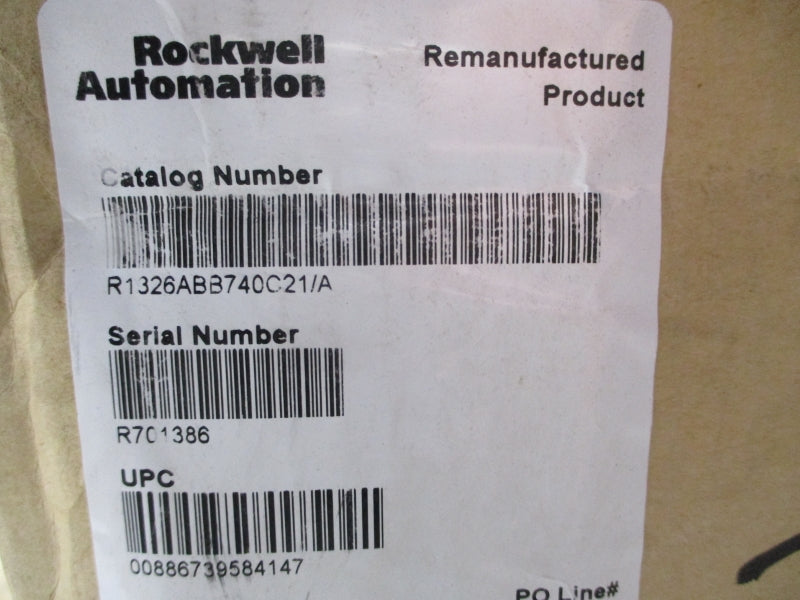 Rockwell
Automation
Remanufactured
Product
Catalog Number
R1326ABB740C21/A
Serial Number
R701386
UPC
00886739584147
PO Line#